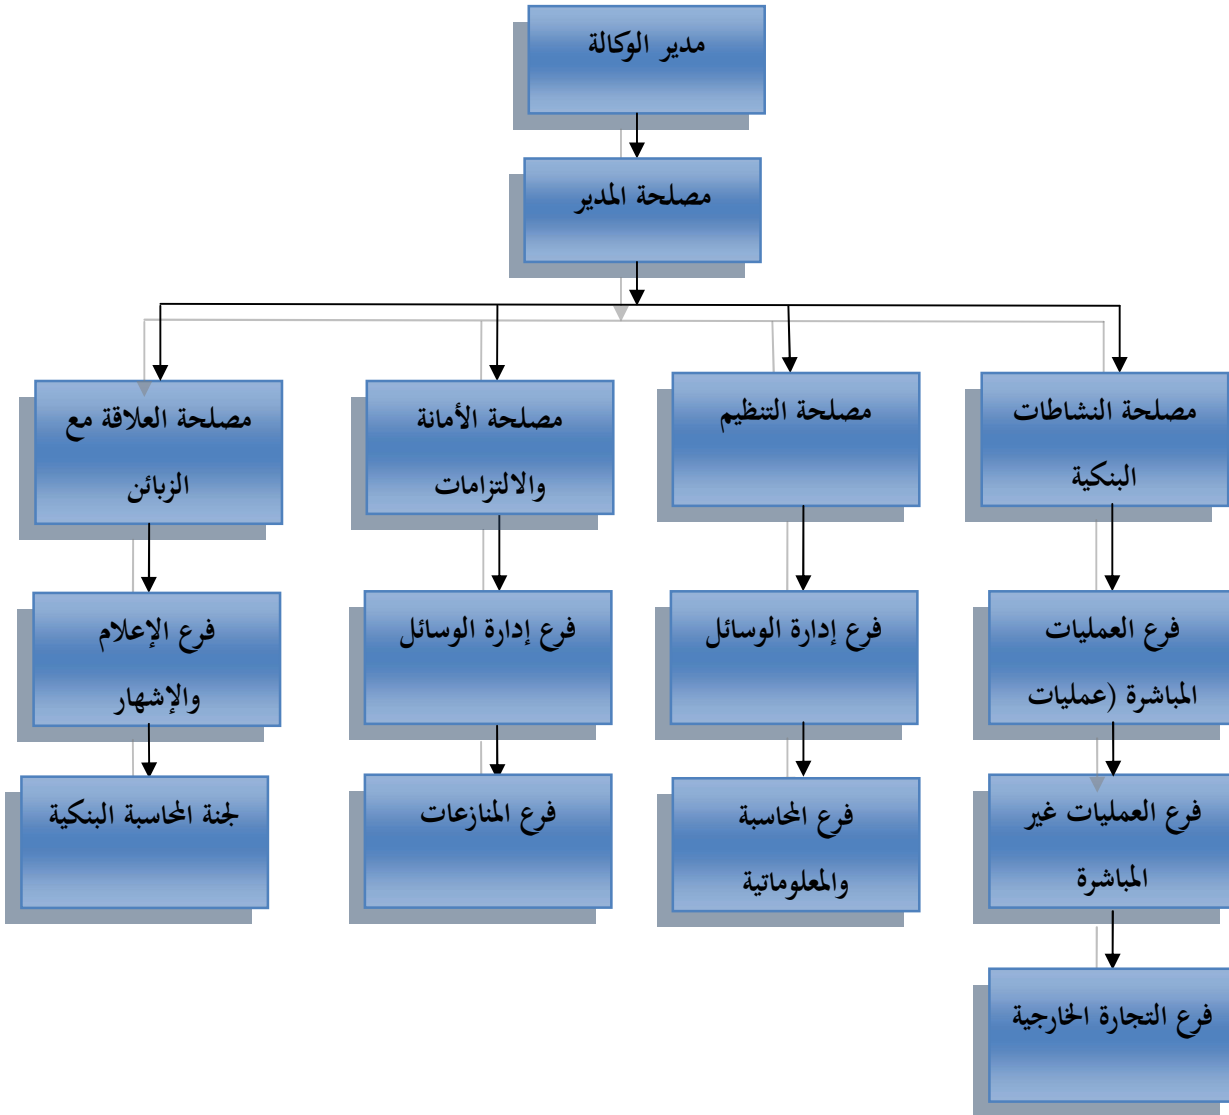 مدير الوكالة
مصلحة المدير
مصلحة النشاطات
البنكية
مصلحة التنظيم
مصلحة الأمانة
والالتزامات
مصلحة العلاقة مع
الزبائن
فرع العمليات
المباشرة (عمليات
فرع إدارة الوسائل
فرع إدارة الوسائل
فرع الإعلام
والإشهار
فرع العمليات غير
المباشرة
فرع المحاسبة
والمعلوماتية
فرع المنازعات
لجنة المحاسبة البنكية
فرع التجارة الخارجية